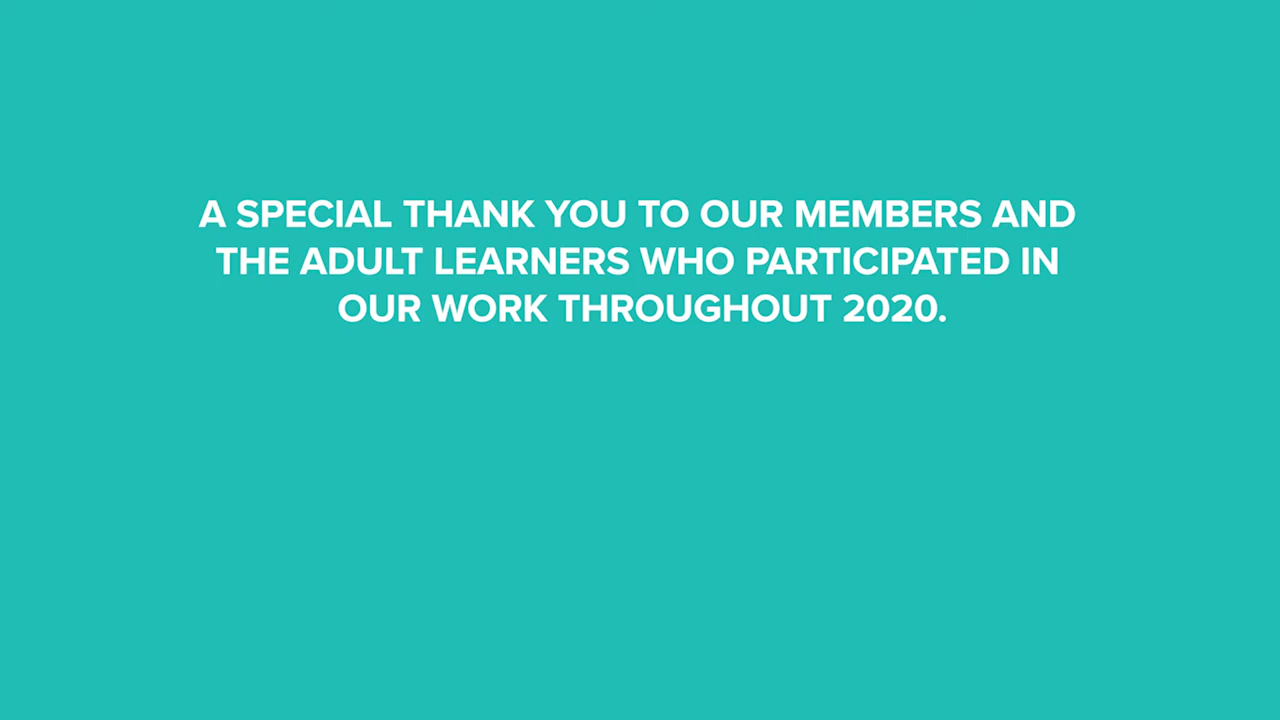 A SPECIAL THANK YOU TO OUR MEMBERS AND
THE ADULT LEARNERS WHO PARTICIPATED IN
OUR WORK THROUGHOUT 2020.